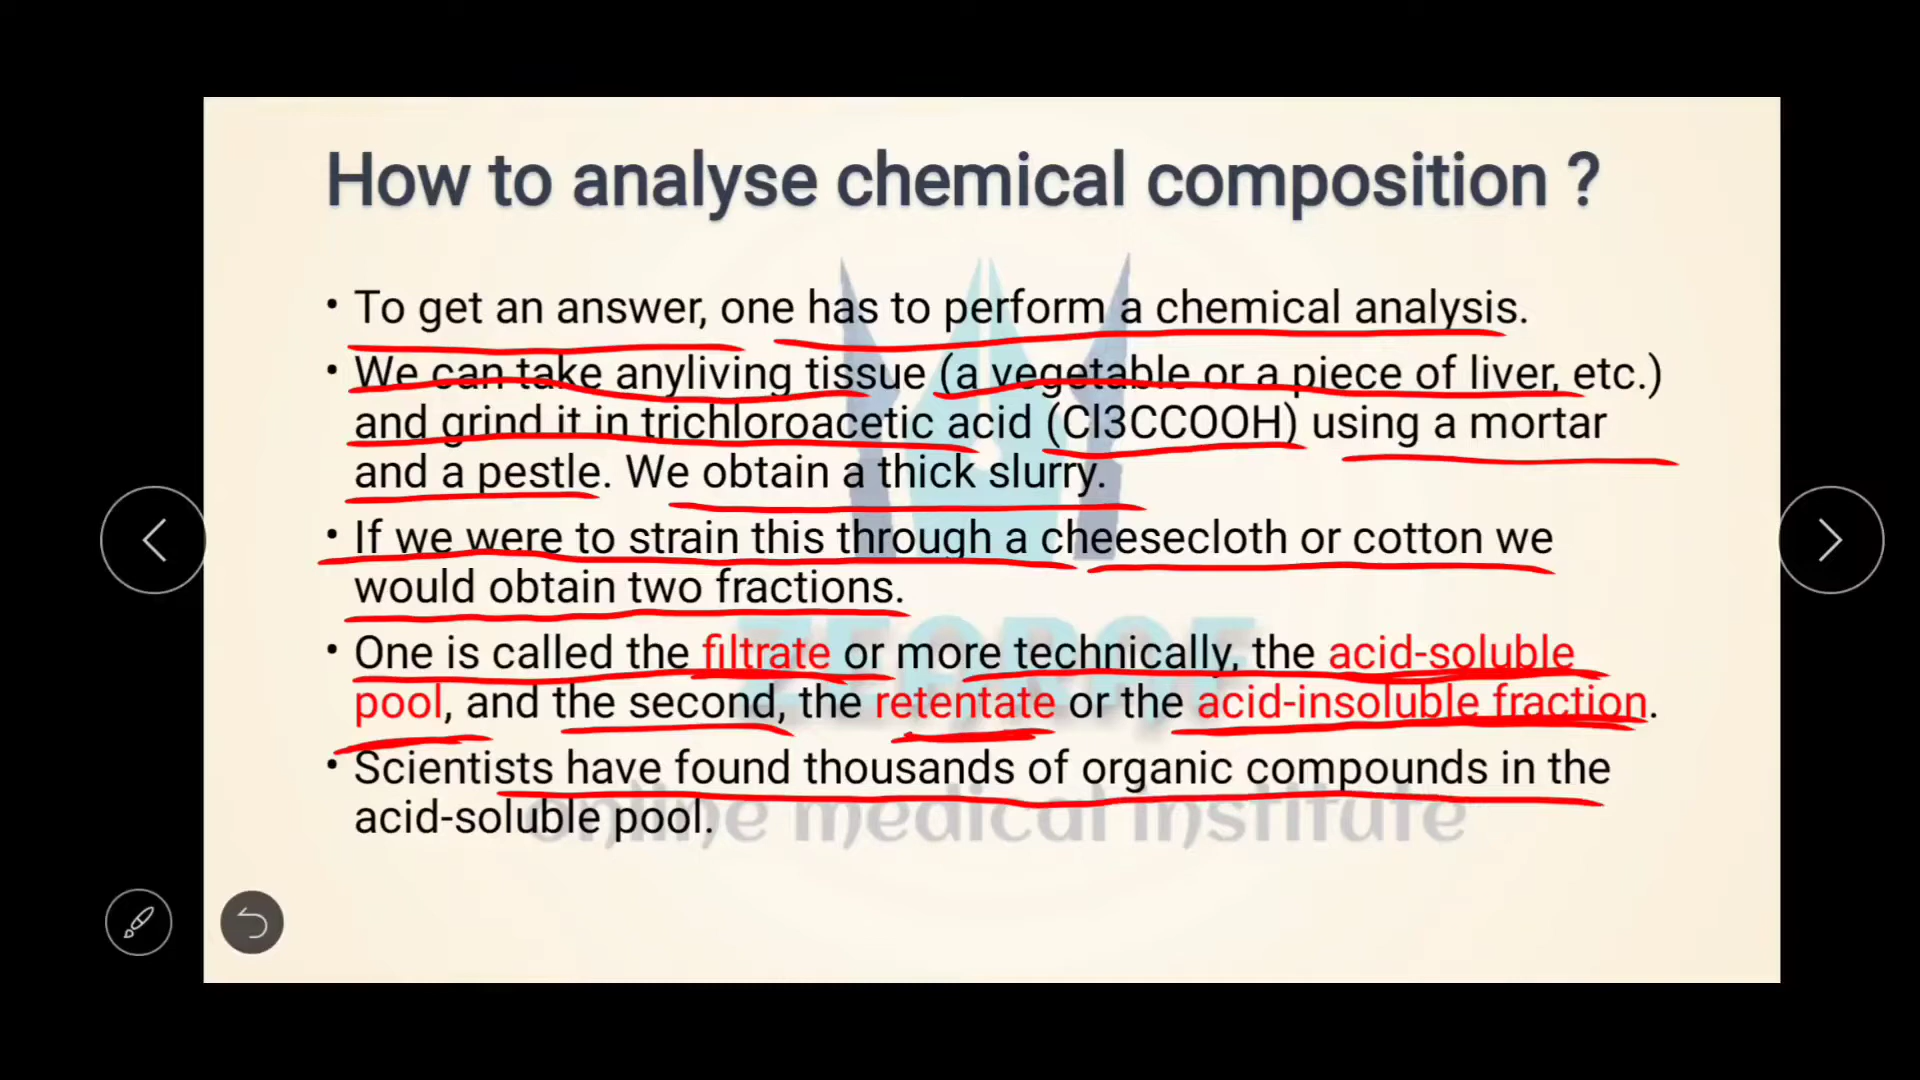 How to analyse chemical composition ?
• To get an answer, one has to perform a chemical analysis.
• We can take anyliving tissue (a vegetable or a piece of liver, etc.)
and grind it in trichloroacetic acid (Cl3CCOOH) using a mortar
and a pestle. We obtain a thick slurry.
• If we were to strain this through a cheesecloth or cotton we
would obtain two fractions.
• One is called the filtrate or more technically, the acid-soluble
pool, and the second, the retentate or the acid-insoluble fraction.
• Scientists have found thousands of organic compounds in the
acid-soluble pool.
online medical institute